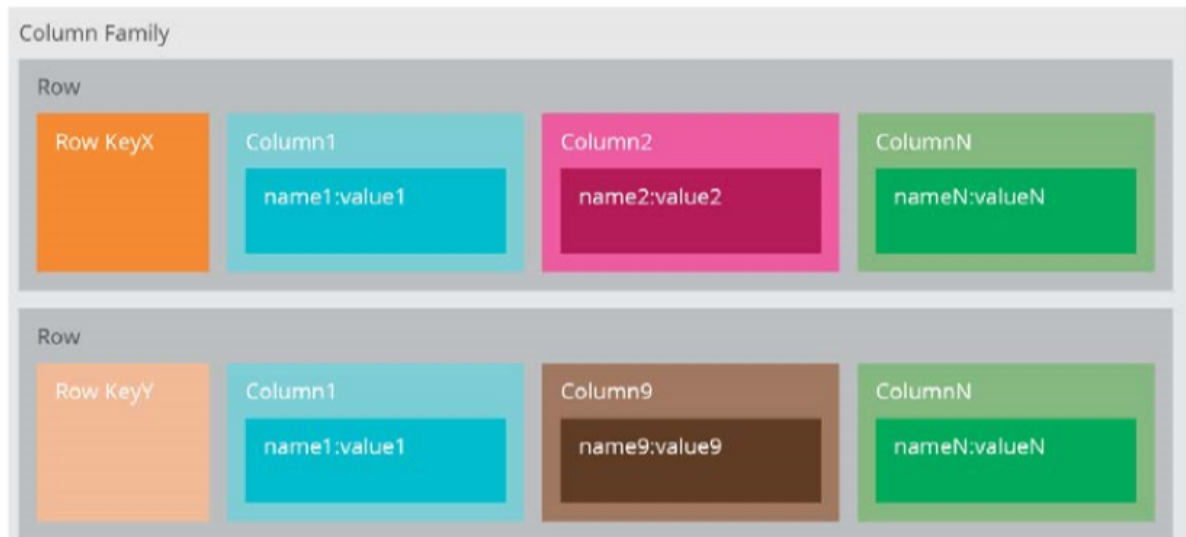 Column Family
Row
Row KeyX
Column1
name1:value1
Column2
name2:value2
ColumnN
nameN:valueN
Row
Row KeyY
Column1
name1:value1
Column9
name9:value9
ColumnN
nameN:valueN